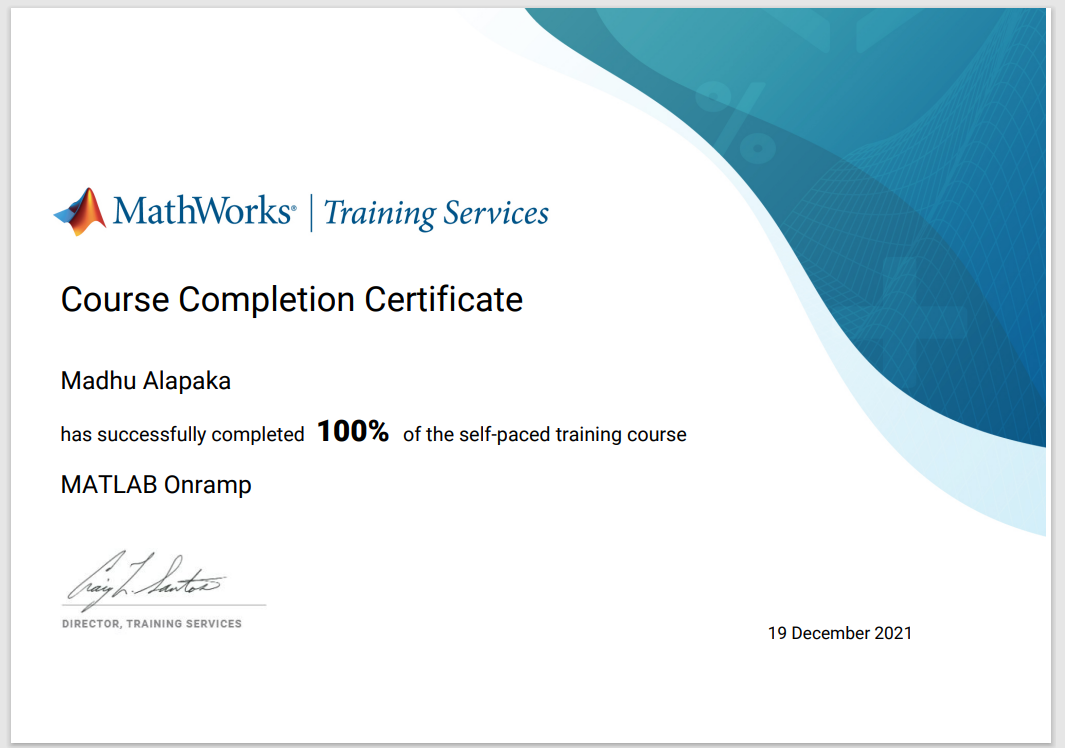 MathWorks® | Training Services
Course Completion Certificate
Madhu Alapaka
has successfully completed 100% of the self-paced training course
MATLAB Onramp
Craig L. Santos
DIRECTOR, TRAINING SERVICES
19 December 2021